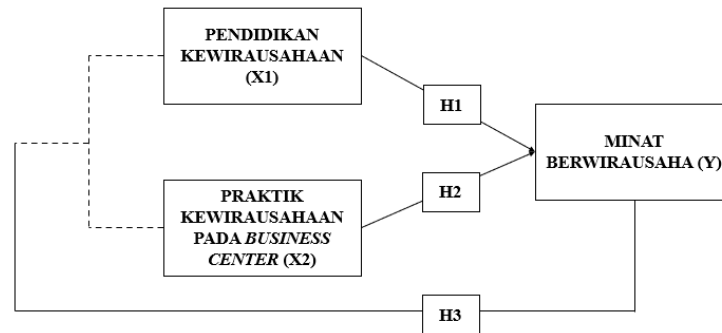 PENDIDIKAN
KEWIRAUSAHAAN
(X1)
H1
MINAT
BERWIRAUSAHA (Y)
H2
PRAKTIK
KEWIRAUSAHAAN
PADA BUSINESS
CENTER (X2)
H3